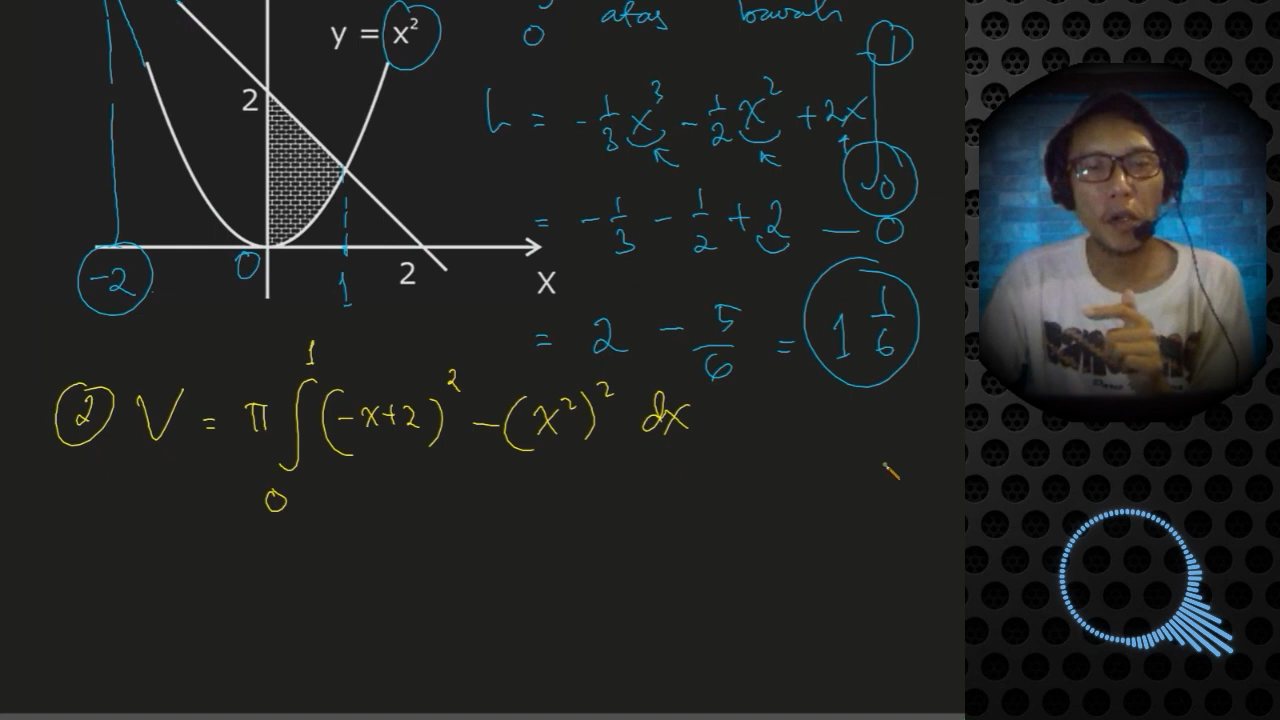 atas bawah
0
y = x²
1
2
L = -1/3 x³ - 1/2 x² + 2x
0
= -1/3 - 1/2 + 2 - 0
-2 0 1 2 X
= 2 - 5/6 = 1 1/6
② V = π ∫₀¹ (-x+2)² - (x²)² dx